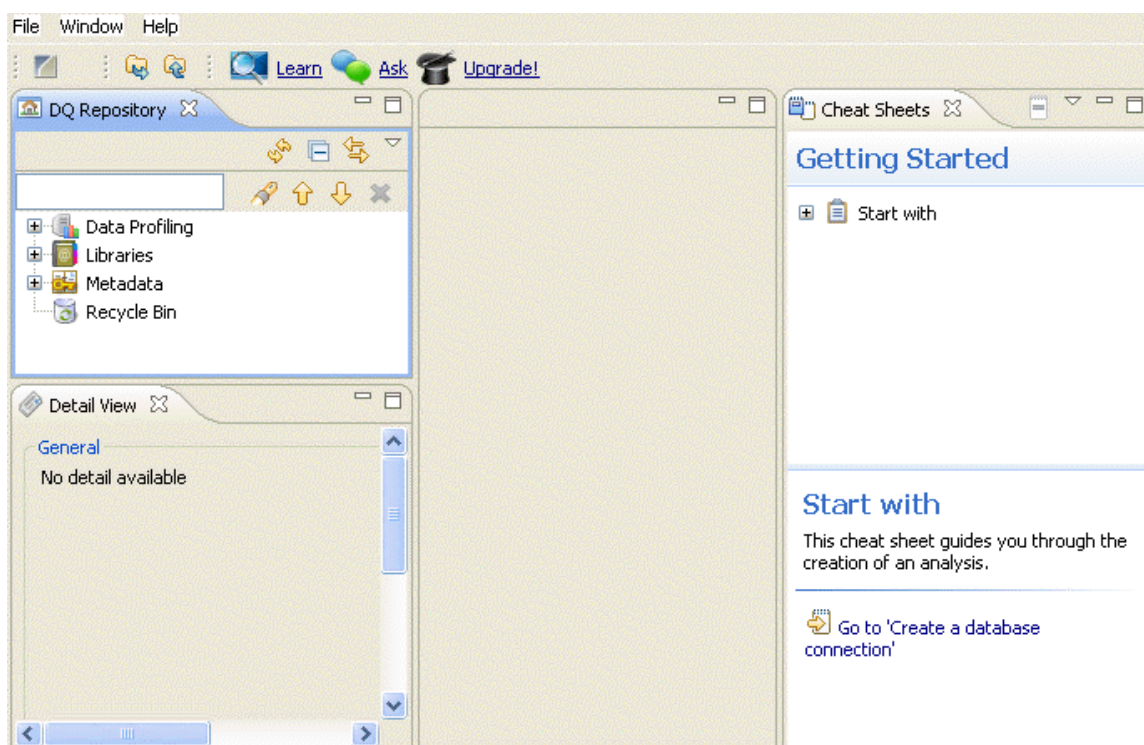 File Window Help
Learn Ask Upgrade!
DQ Repository
Data Profiling
Libraries
Metadata
Recycle Bin
Detail View
General
No detail available
Cheat Sheets
Getting Started
Start with
Start with
This cheat sheet guides you through the
creation of an analysis.
Go to 'Create a database
connection'